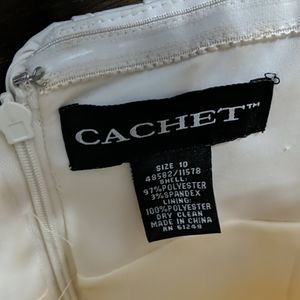 CACHET™
SIZE 10
48582/11578
SHELL:
97%POLYESTER
3%SPANDEX
LINING:
100%POLYESTER
DRY CLEAN
MADE IN CHINA
RN 61249